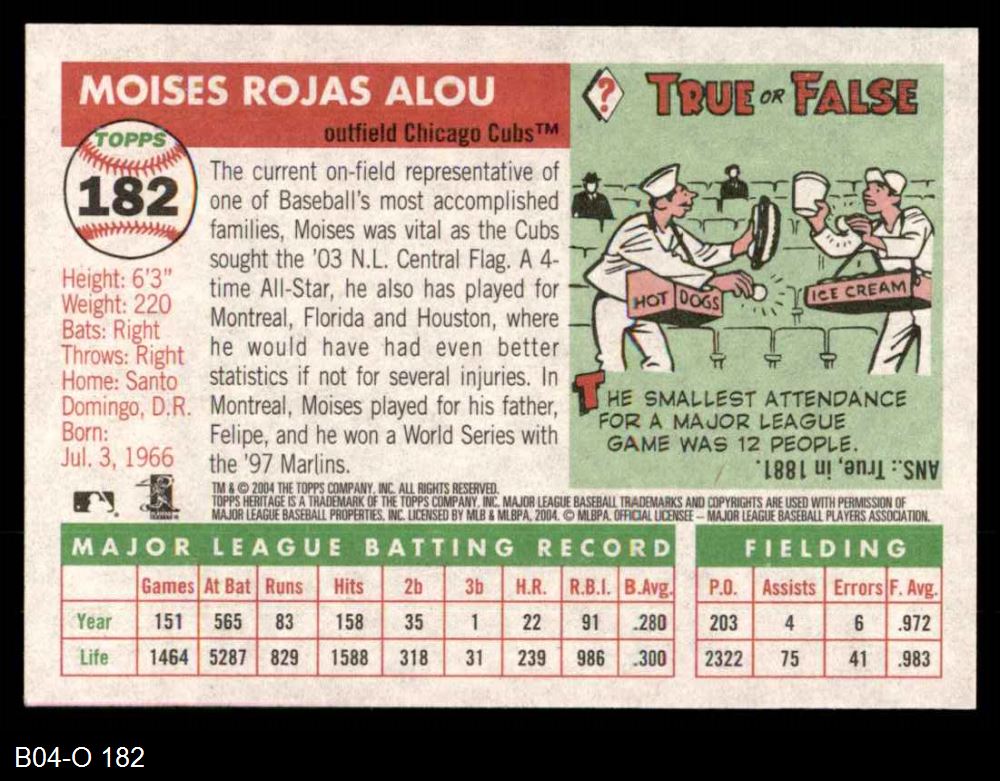 MOISES ROJAS ALOU
outfield Chicago Cubs™
TOPPS
182
Height: 6'3"
Weight: 220
Bats: Right
Throws: Right
Home: Santo
Domingo, D.R.
Born:
Jul. 3, 1966
The current on-field representative of
one of Baseball's most accomplished
families, Moises was vital as the Cubs
sought the '03 N.L. Central Flag. A 4-
time All-Star, he also has played for
Montreal, Florida and Houston, where
he would have had even better
statistics if not for several injuries. In
Montreal, Moises played for his father,
Felipe, and he won a World Series with
the '97 Marlins.
?
TRUE OR FALSE
HOT DOGS
ICE CREAM
THE SMALLEST ATTENDANCE
FOR A MAJOR LEAGUE
GAME WAS 12 PEOPLE.
ANS.: True, in 1881.
TM & © 2004 THE TOPPS COMPANY, INC. ALL RIGHTS RESERVED.
TOPPS HERITAGE IS A TRADEMARK OF THE TOPPS COMPANY, INC. MAJOR LEAGUE BASEBALL TRADEMARKS AND COPYRIGHTS ARE USED WITH PERMISSION OF
MAJOR LEAGUE BASEBALL PROPERTIES, INC. LICENSED BY MLB & MLBPA, 2004. © MLBPA. OFFICIAL LICENSEE – MAJOR LEAGUE BASEBALL PLAYERS ASSOCIATION.
MAJOR LEAGUE BATTING RECORD FIELDING
Games At Bat Runs Hits 2b 3b H.R. R.B.I. B.Avg. P.O. Assists Errors F. Avg.
Year 151 565 83 158 35 1 22 91 .280 203 4 6 .972
Life 1464 5287 829 1588 318 31 239 986 .300 2322 75 41 .983
B04-O 182